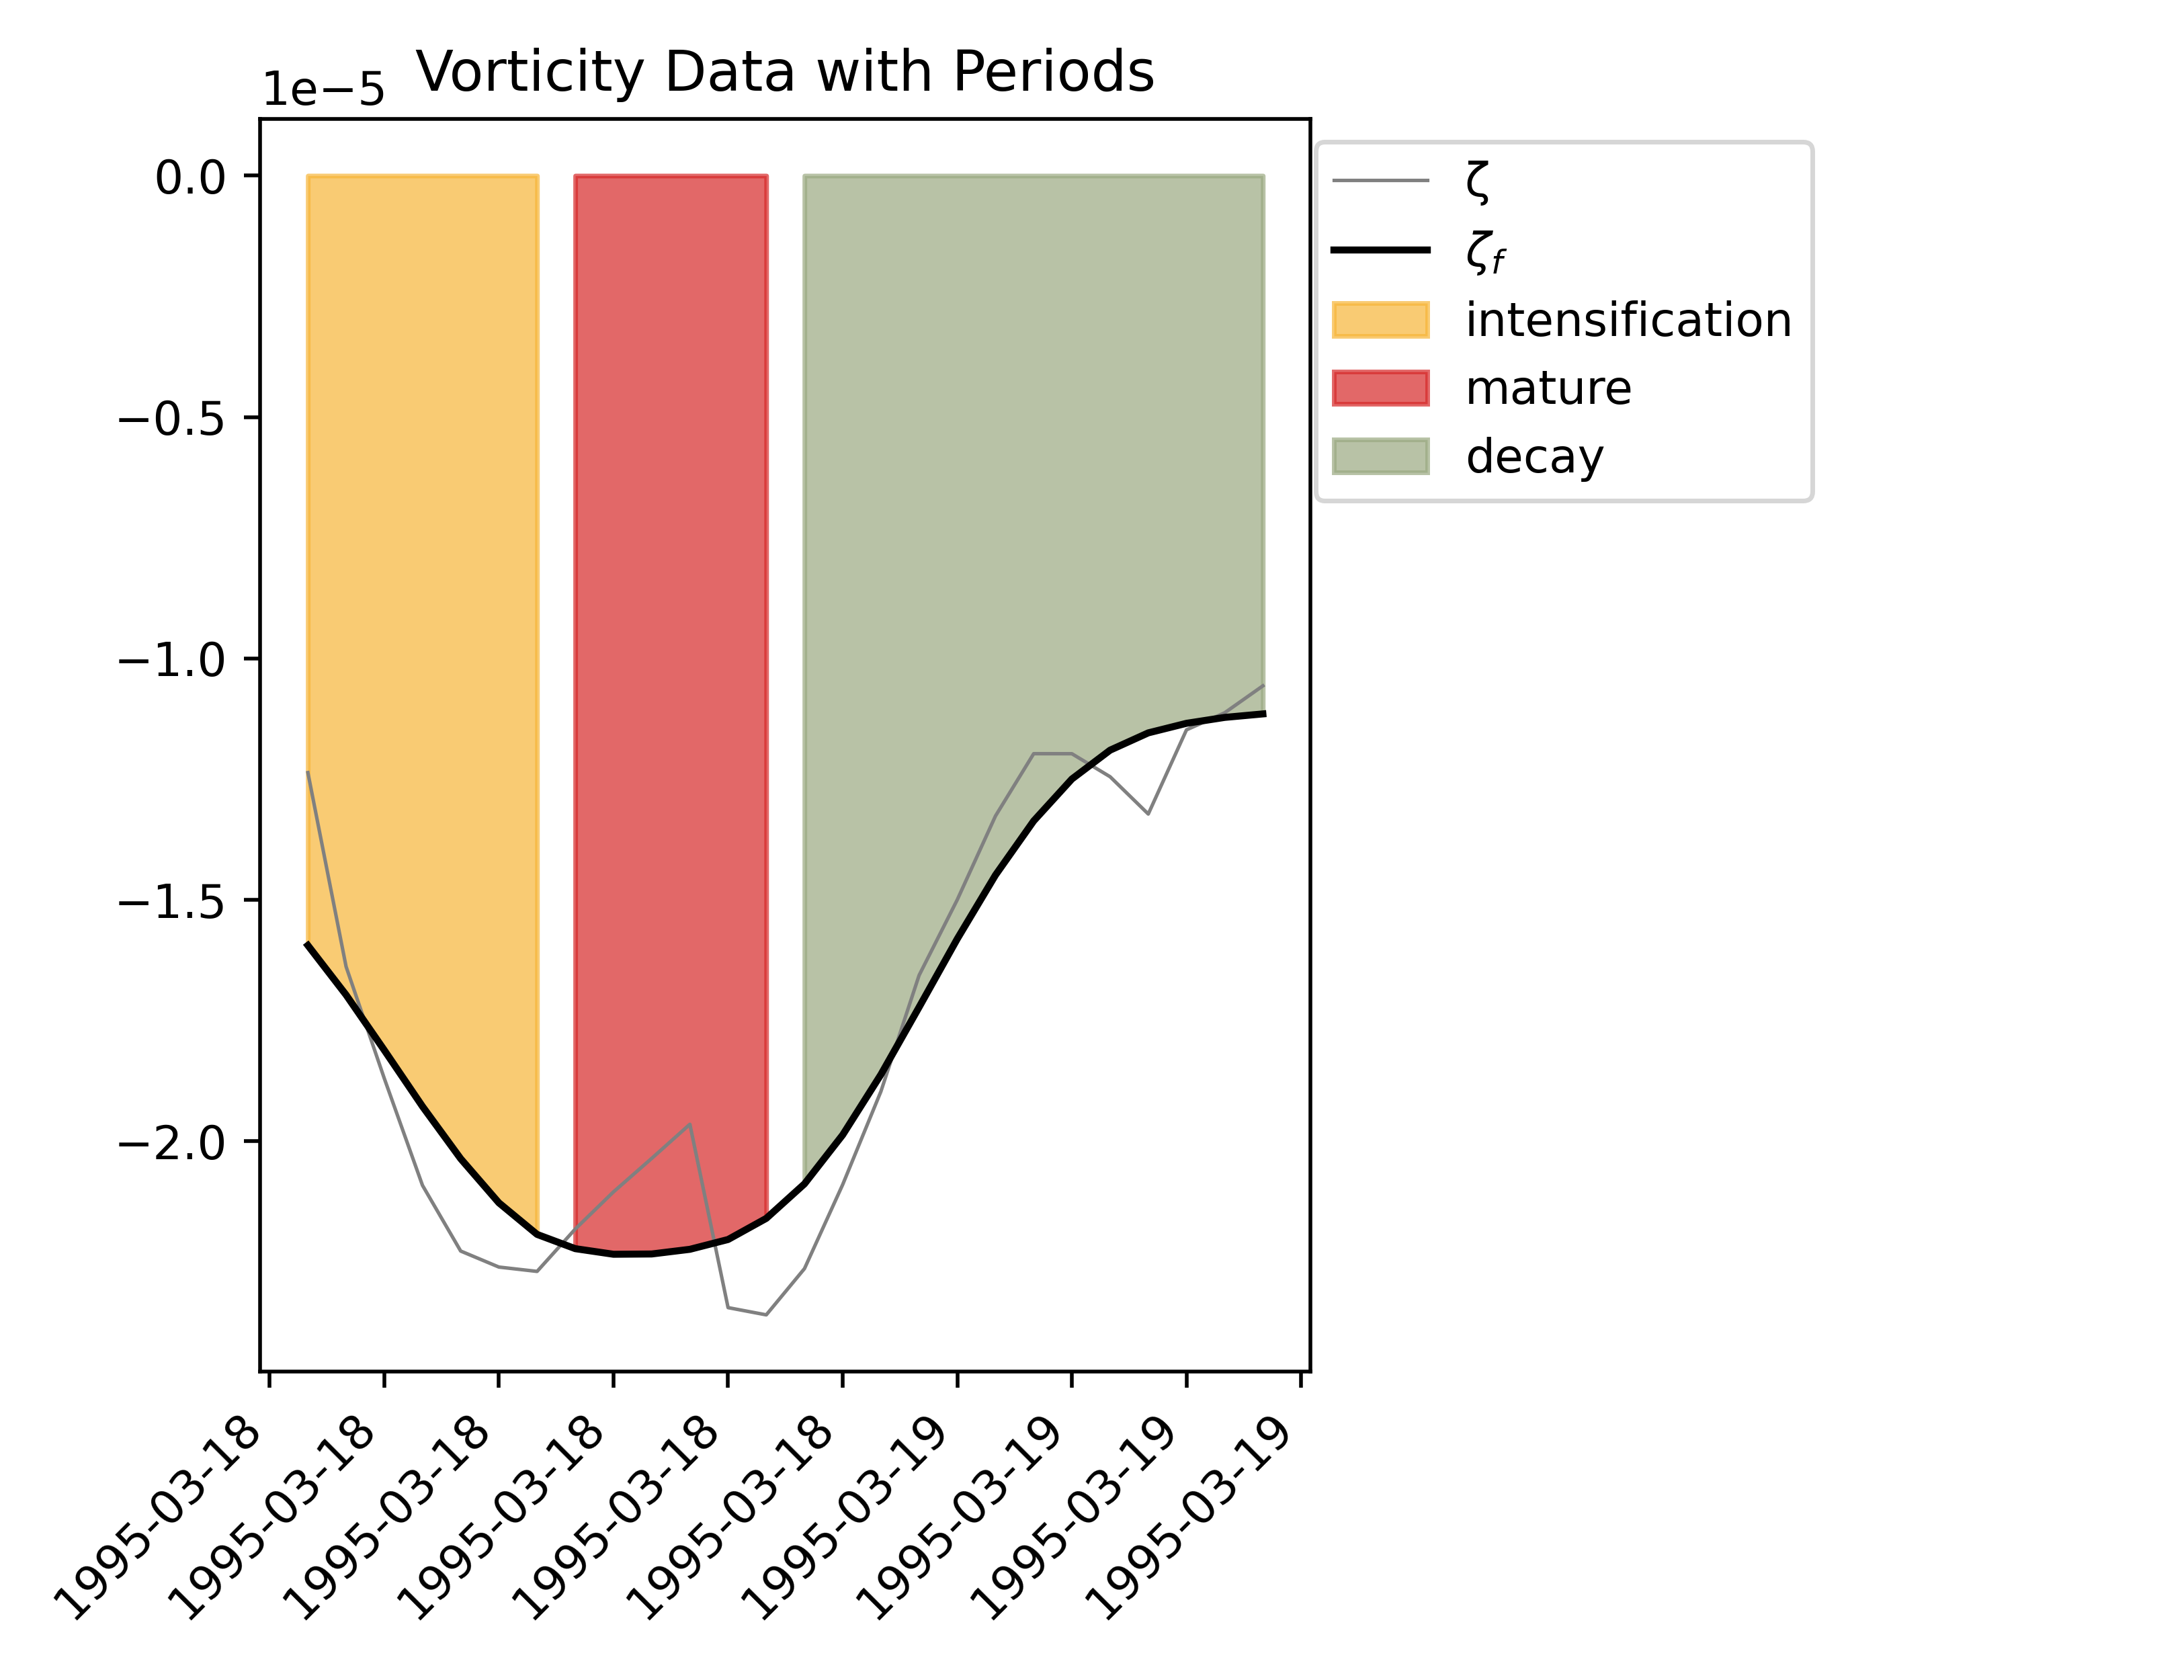 Vorticity Data with Periods
1e−5
0.0
−0.5
−1.0
−1.5
−2.0
ζ
ζf
intensification
mature
decay
1995-03-18
1995-03-18
1995-03-18
1995-03-18
1995-03-18
1995-03-18
1995-03-19
1995-03-19
1995-03-19
1995-03-19